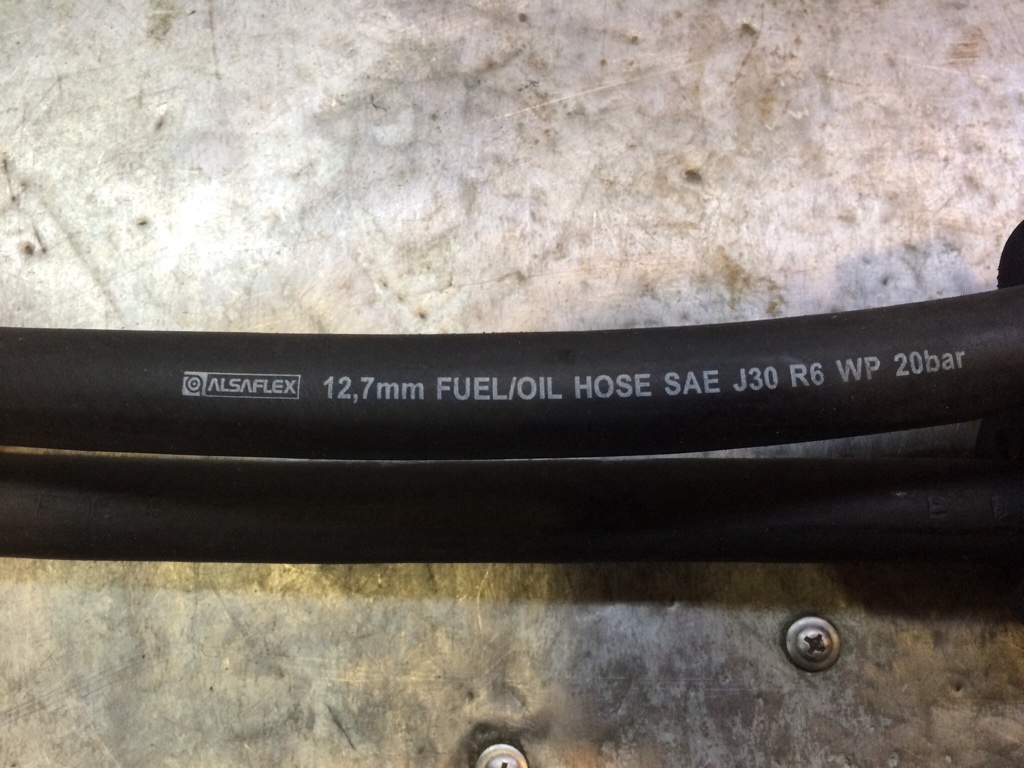 ALSAFLEX 12,7mm FUEL/OIL HOSE SAE J30 R6 WP 20bar